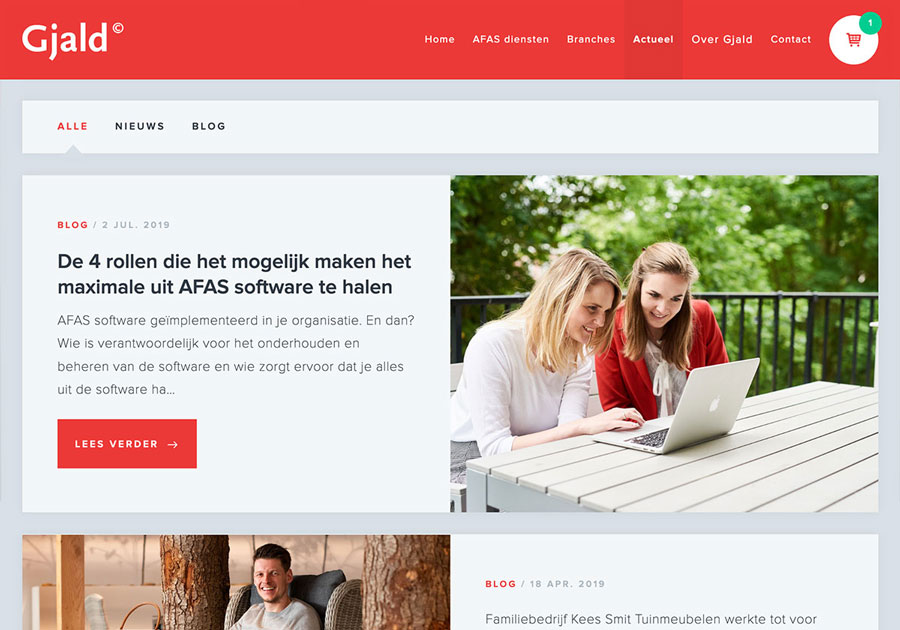 Gjald©
Home AFAS diensten Branches Actueel Over Gjald Contact
1
ALLE NIEUWS BLOG
BLOG / 2 JUL. 2019
De 4 rollen die het mogelijk maken het
maximale uit AFAS software te halen
AFAS software geïmplementeerd in je organisatie. En dan?
Wie is verantwoordelijk voor het onderhouden en
beheren van de software en wie zorgt ervoor dat je alles
uit de software ha...
LEES VERDER →
BLOG / 18 APR. 2019
Familiebedrijf Kees Smit Tuinmeubelen werkte tot voor